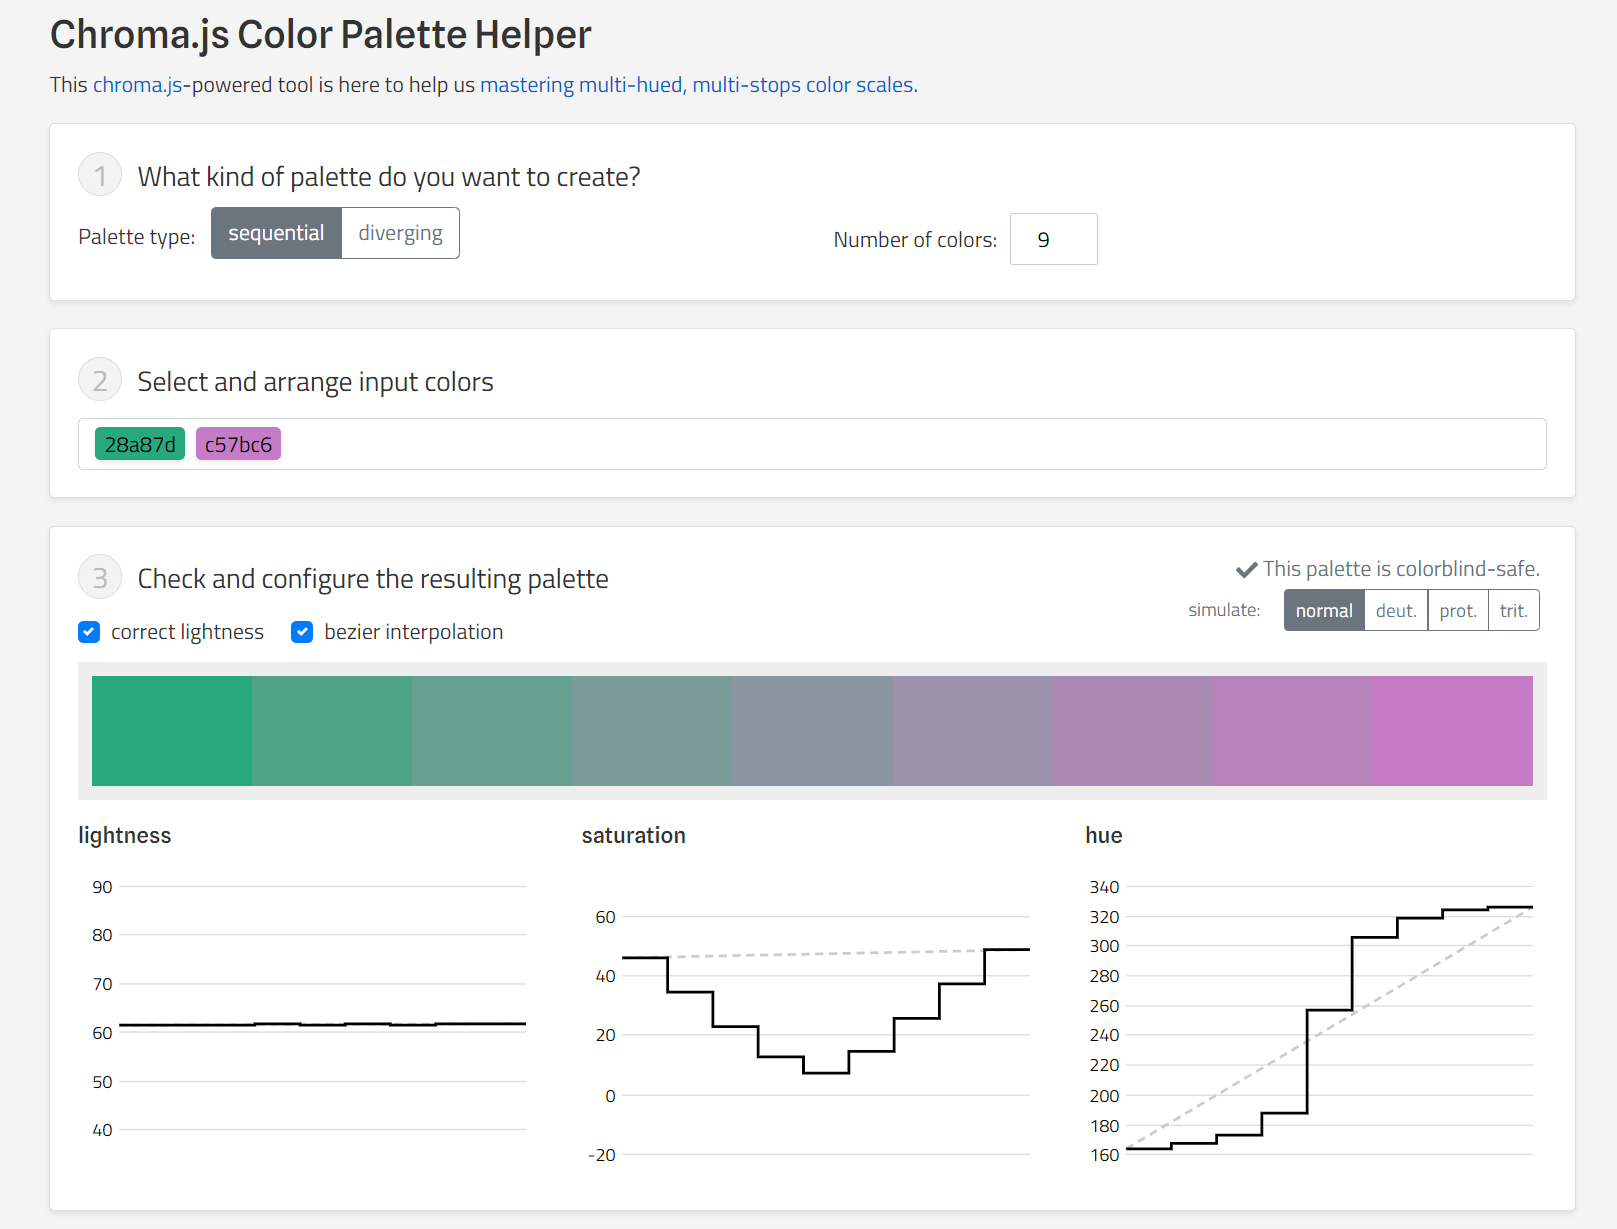 Chroma.js Color Palette Helper
This chroma.js-powered tool is here to help us mastering multi-hued, multi-stops color scales.
1 What kind of palette do you want to create?
Palette type: sequential diverging Number of colors: 9
2 Select and arrange input colors
28a87d c57bc6
3 Check and configure the resulting palette
This palette is colorblind-safe.
simulate: normal deut. prot. trit.
correct lightness bezier interpolation
lightness
90
80
70
60
50
40
saturation
60
40
20
0
-20
hue
340
320
300
280
260
240
220
200
180
160